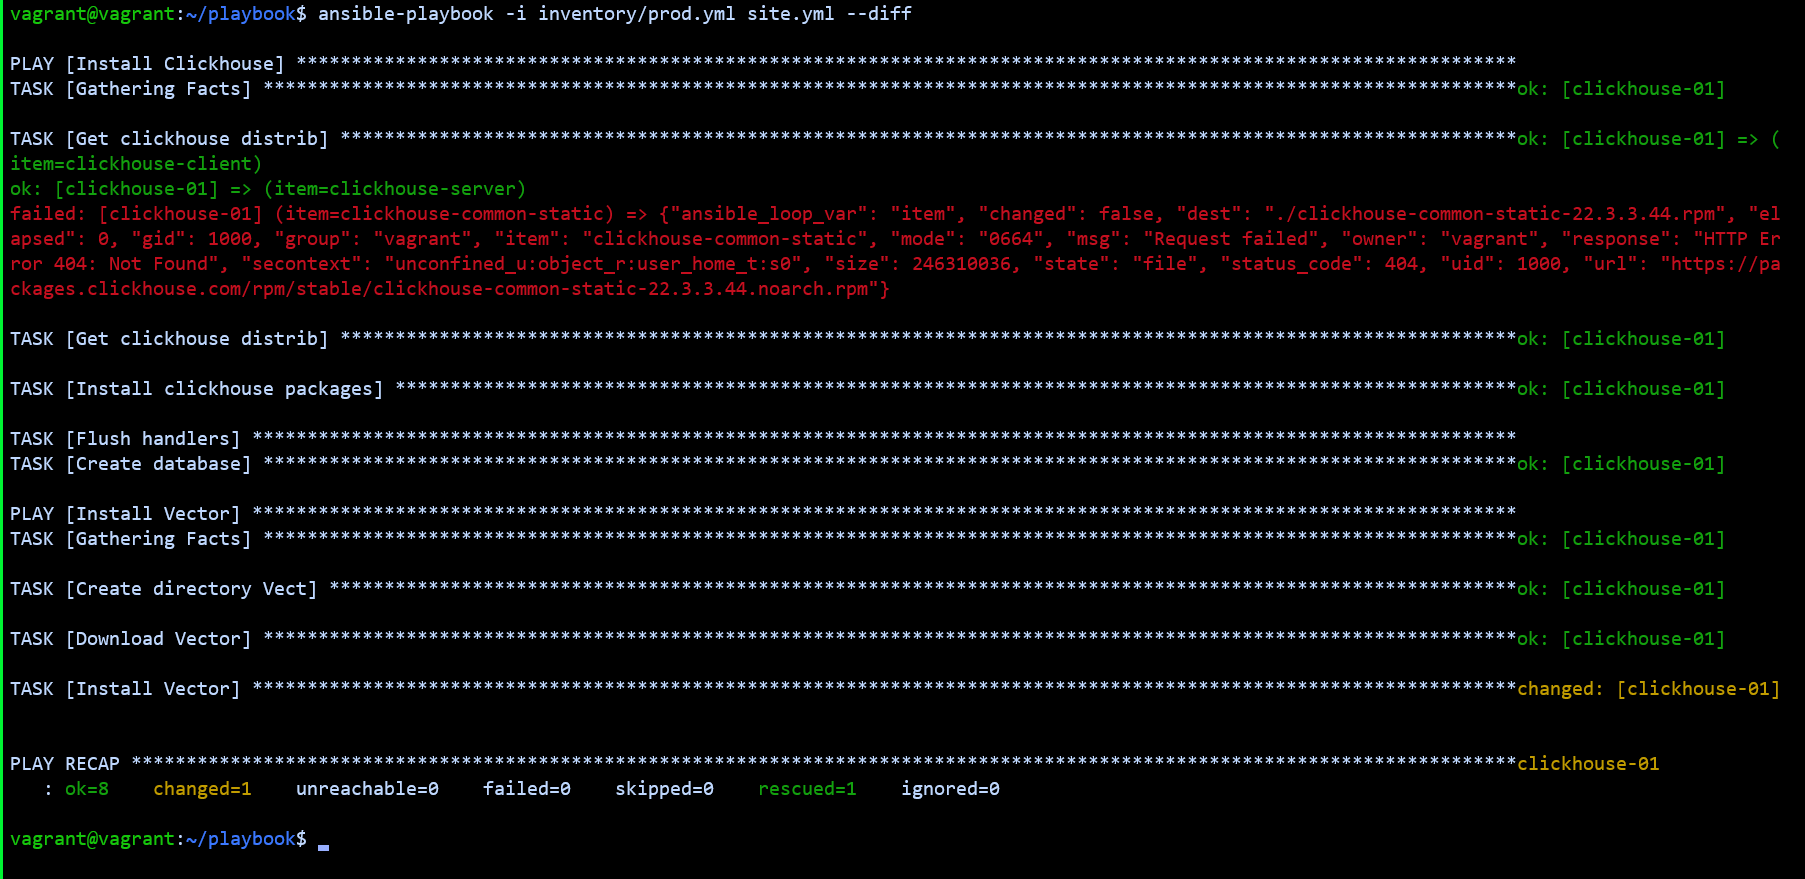 vagrant@vagrant:~/playbook$ ansible-playbook -i inventory/prod.yml site.yml --diff
PLAY [Install Clickhouse] ***************************************************************************************************************
TASK [Gathering Facts] ******************************************************************************************************************ok: [clickhouse-01]
TASK [Get clickhouse distrib] ***********************************************************************************************************ok: [clickhouse-01] => (
item=clickhouse-client)
ok: [clickhouse-01] => (item=clickhouse-server)
failed: [clickhouse-01] (item=clickhouse-common-static) => {"ansible_loop_var": "item", "changed": false, "dest": "./clickhouse-common-static-22.3.3.44.rpm", "el
apsed": 0, "gid": 1000, "group": "vagrant", "item": "clickhouse-common-static", "mode": "0664", "msg": "Request failed", "owner": "vagrant", "response": "HTTP Er
ror 404: Not Found", "secontext": "unconfined_u:object_r:user_home_t:s0", "size": 246310036, "state": "file", "status_code": 404, "uid": 1000, "url": "https://pa
ckages.clickhouse.com/rpm/stable/clickhouse-common-static-22.3.3.44.noarch.rpm"}
TASK [Get clickhouse distrib] ***********************************************************************************************************ok: [clickhouse-01]
TASK [Install clickhouse packages] ******************************************************************************************************ok: [clickhouse-01]
TASK [Flush handlers] *******************************************************************************************************************
TASK [Create database] ******************************************************************************************************************ok: [clickhouse-01]
PLAY [Install Vector] *******************************************************************************************************************
TASK [Gathering Facts] ******************************************************************************************************************ok: [clickhouse-01]
TASK [Create directory Vect] ************************************************************************************************************ok: [clickhouse-01]
TASK [Download Vector] ******************************************************************************************************************ok: [clickhouse-01]
TASK [Install Vector] *******************************************************************************************************************changed: [clickhouse-01]
PLAY RECAP ******************************************************************************************************************************clickhouse-01
   : ok=8    changed=1    unreachable=0    failed=0    skipped=0    rescued=1    ignored=0
vagrant@vagrant:~/playbook$